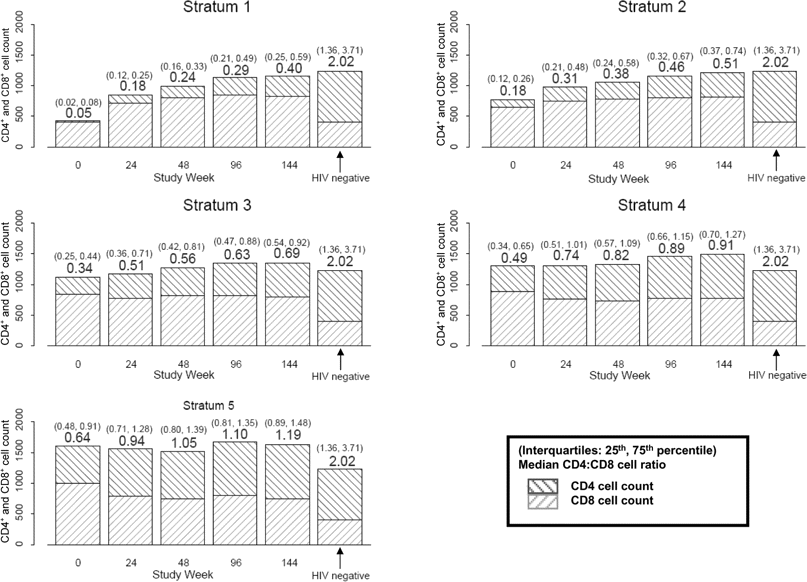 Stratum 1
CD4+ and CD8+ cell count
0 500 1000 1500 2000
(0.02, 0.08) (0.12, 0.25) (0.16, 0.33) (0.21, 0.49) (0.25, 0.59) (1.36, 3.71)
0.05 0.18 0.24 0.29 0.40 2.02
0 24 48 96 144 HIV negative
Study Week
Stratum 2
CD4+ and CD8+ cell count
0 500 1000 1500 2000
(0.12, 0.26) (0.21, 0.48) (0.24, 0.58) (0.32, 0.67) (0.37, 0.74) (1.36, 3.71)
0.18 0.31 0.38 0.46 0.51 2.02
0 24 48 96 144 HIV negative
Study Week
Stratum 3
CD4+ and CD8+ cell count
0 500 1000 1500 2000
(0.25, 0.44) (0.36, 0.71) (0.42, 0.81) (0.47, 0.88) (0.54, 0.92) (1.36, 3.71)
0.34 0.51 0.56 0.63 0.69 2.02
0 24 48 96 144 HIV negative
Study Week
Stratum 4
CD4+ and CD8+ cell count
0 500 1000 1500 2000
(0.34, 0.65) (0.51, 1.01) (0.57, 1.09) (0.66, 1.15) (0.70, 1.27) (1.36, 3.71)
0.49 0.74 0.82 0.89 0.91 2.02
0 24 48 96 144 HIV negative
Study Week
Stratum 5
CD4+ and CD8+ cell count
0 500 1000 1500 2000
(0.48, 0.91) (0.71, 1.28) (0.80, 1.39) (0.81, 1.35) (0.89, 1.48) (1.36, 3.71)
0.64 0.94 1.05 1.10 1.19 2.02
0 24 48 96 144 HIV negative
Study Week
(Interquartiles: 25th, 75th percentile)
Median CD4:CD8 cell ratio
CD4 cell count
CD8 cell count